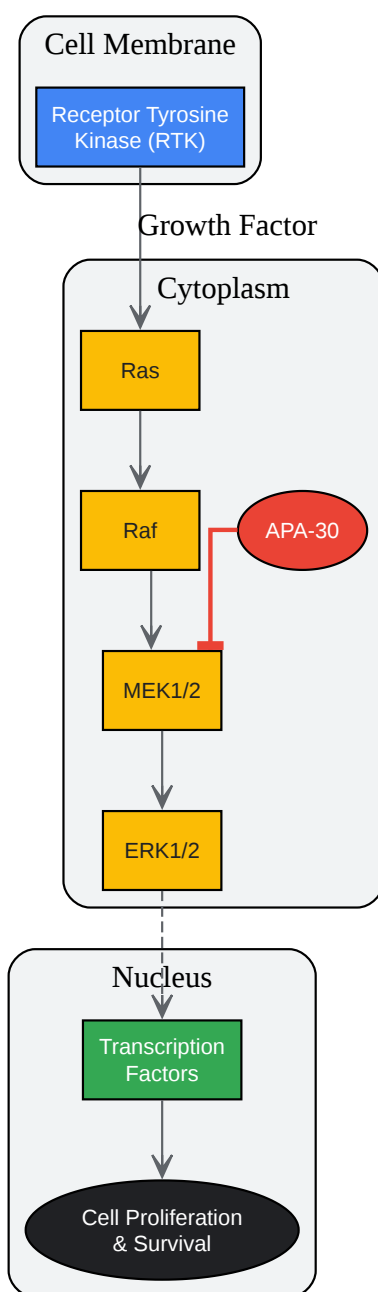 Cell Membrane
Receptor Tyrosine
Kinase (RTK)
Growth Factor
Cytoplasm
Ras
Raf
APA-30
MEK1/2
ERK1/2
Nucleus
Transcription
Factors
Cell Proliferation
& Survival